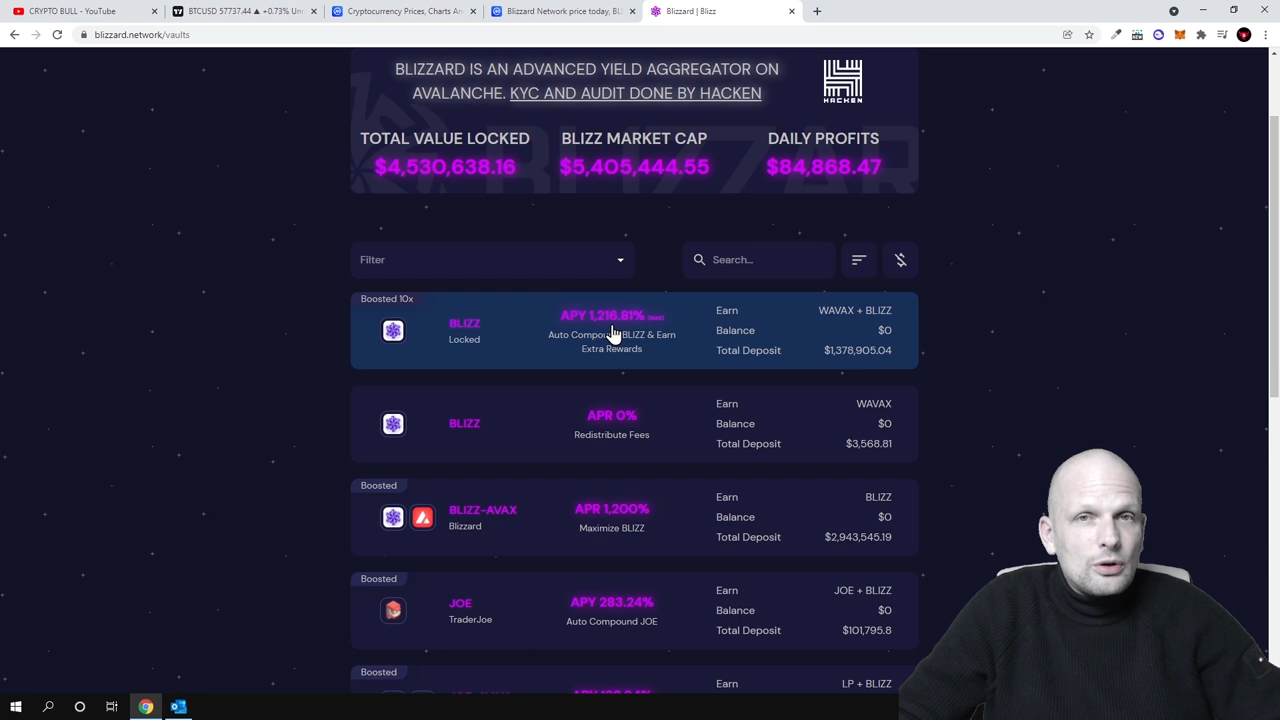 CRYPTO BULL - YouTube
BTCUSD 57737.44 ▲ +0.73% Unn
Cryptocurrency Prices, Charts An
Blizzard Network price today, BL
Blizzard | Blizz
blizzard.network/vaults
BLIZZARD IS AN ADVANCED YIELD AGGREGATOR ON
AVALANCHE. KYC AND AUDIT DONE BY HACKEN
HACKEN
TOTAL VALUE LOCKED
BLIZZ MARKET CAP
DAILY PROFITS
$4,530,638.16
$5,405,444.55
$84,868.47
Filter
Search...
Boosted 10x
BLIZZ
Locked
APY 1,216.81% (MAX)
Auto Compound BLIZZ & Earn
Extra Rewards
Earn WAVAX + BLIZZ
Balance $0
Total Deposit $1,378,905.04
BLIZZ
APR 0%
Redistribute Fees
Earn WAVAX
Balance $0
Total Deposit $3,568.81
Boosted
BLIZZ-AVAX
Blizzard
APR 1,200%
Maximize BLIZZ
Earn BLIZZ
Balance $0
Total Deposit $2,943,545.19
Boosted
JOE
TraderJoe
APY 283.24%
Auto Compound JOE
Earn JOE + BLIZZ
Balance $0
Total Deposit $101,795.8
Boosted
Earn LP + BLIZZ